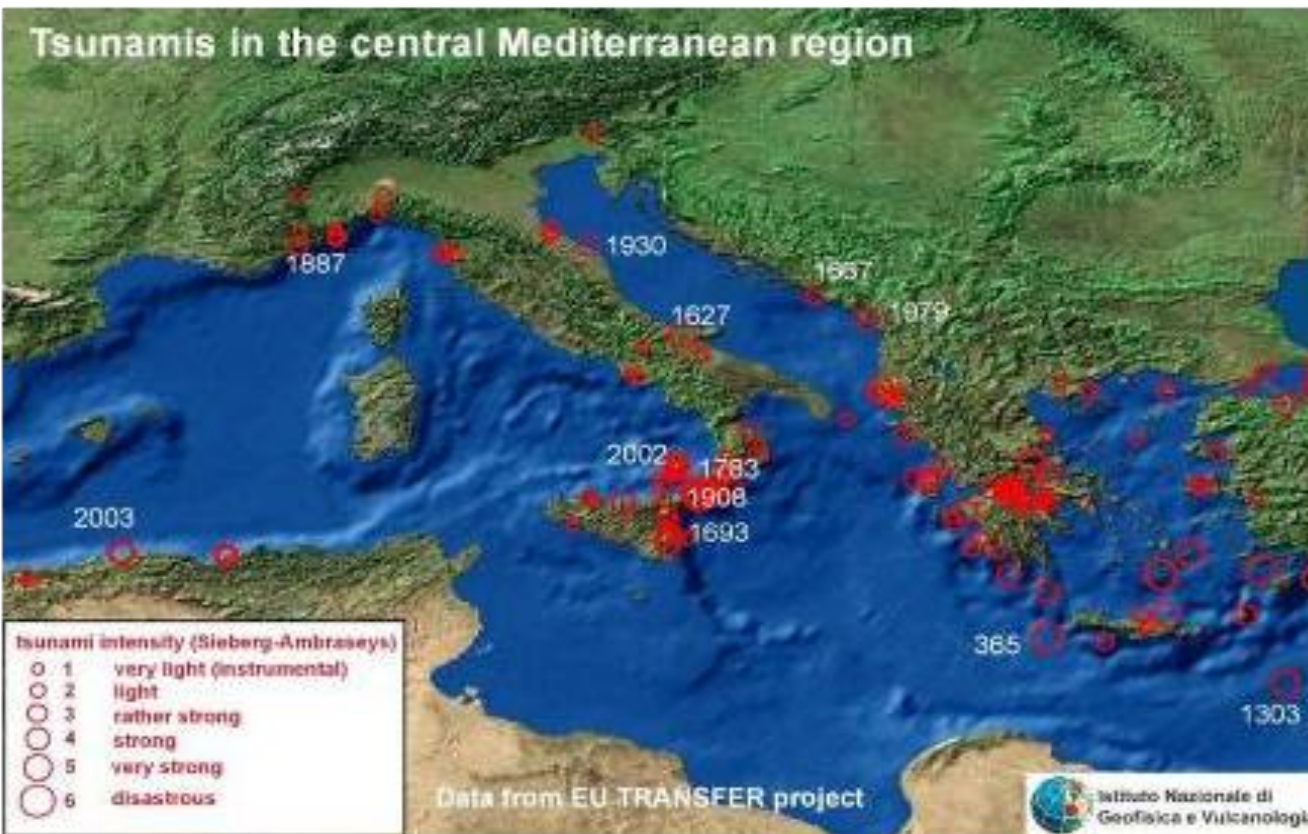 Tsunamis in the central Mediterranean region
1930
1887
1667
1979
1627
2002
1783
1908
2003
1693
365
1303
tsunami intensity (Sieberg-Ambraseys)
1 very light (instrumental)
2 light
3 rather strong
4 strong
5 very strong
6 disastrous
Data from EU TRANSFER project
Istituto Nazionale di
Geofisica e Vulcanologi